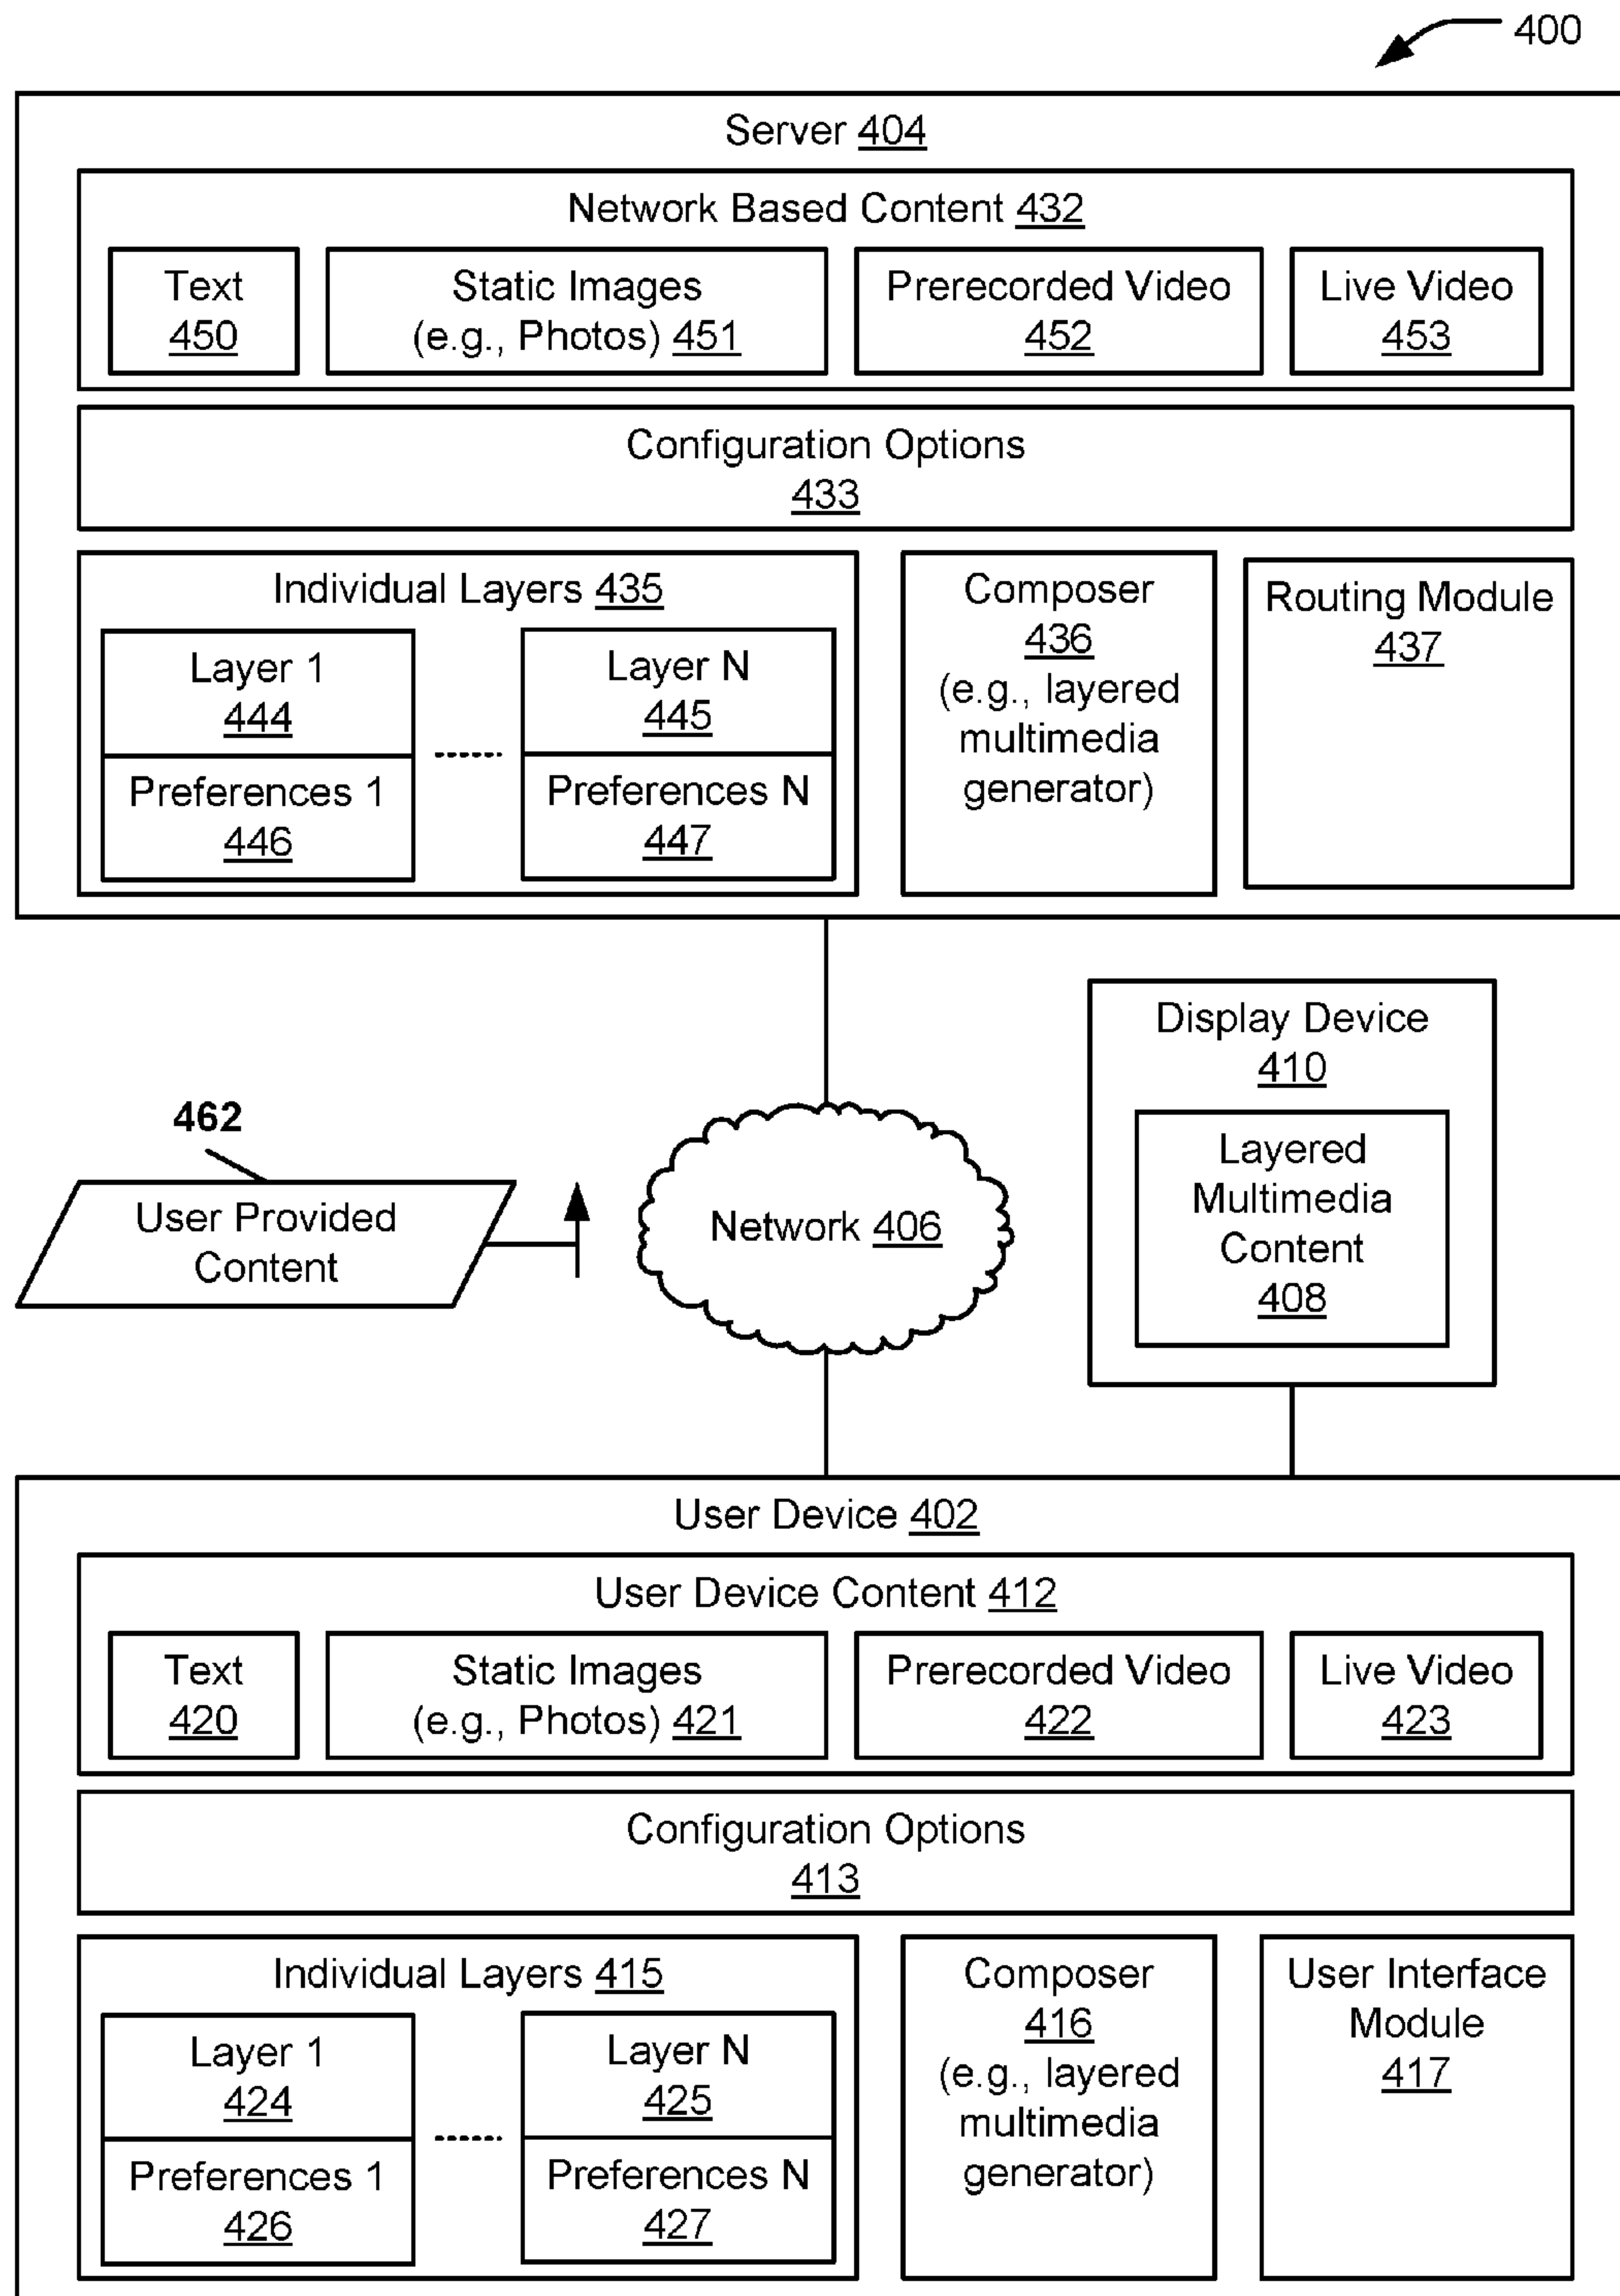 400
Server 404
Network Based Content 432
Text
450
Static Images
(e.g., Photos) 451
Prerecorded Video
452
Live Video
453
Configuration Options
433
Individual Layers 435
Layer 1
444
Preferences 1
446
Layer N
445
Preferences N
447
Composer
436
(e.g., layered
multimedia
generator)
Routing Module
437
Display Device
410
Layered
Multimedia
Content
408
462
User Provided
Content
Network 406
User Device 402
User Device Content 412
Text
420
Static Images
(e.g., Photos) 421
Prerecorded Video
422
Live Video
423
Configuration Options
413
Individual Layers 415
Layer 1
424
Preferences 1
426
Layer N
425
Preferences N
427
Composer
416
(e.g., layered
multimedia
generator)
User Interface
Module
417